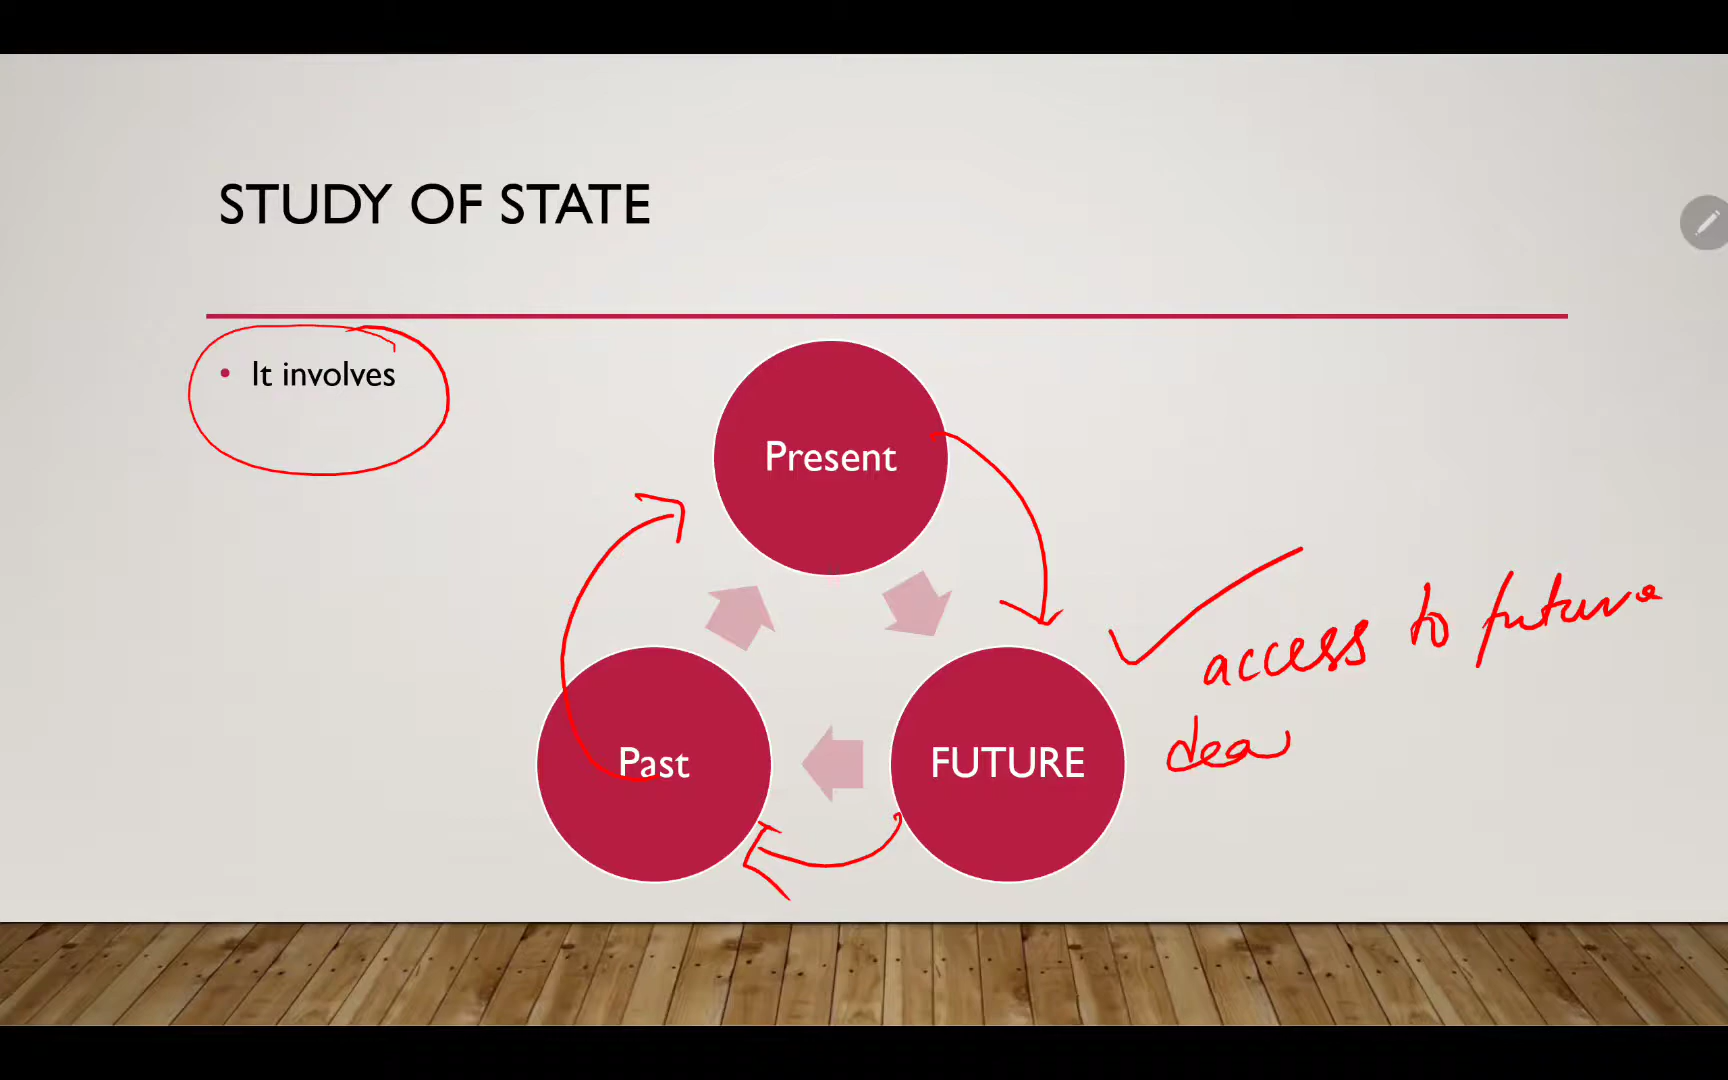 STUDY OF STATE
• It involves
Present
access to future
dea
Past
FUTURE